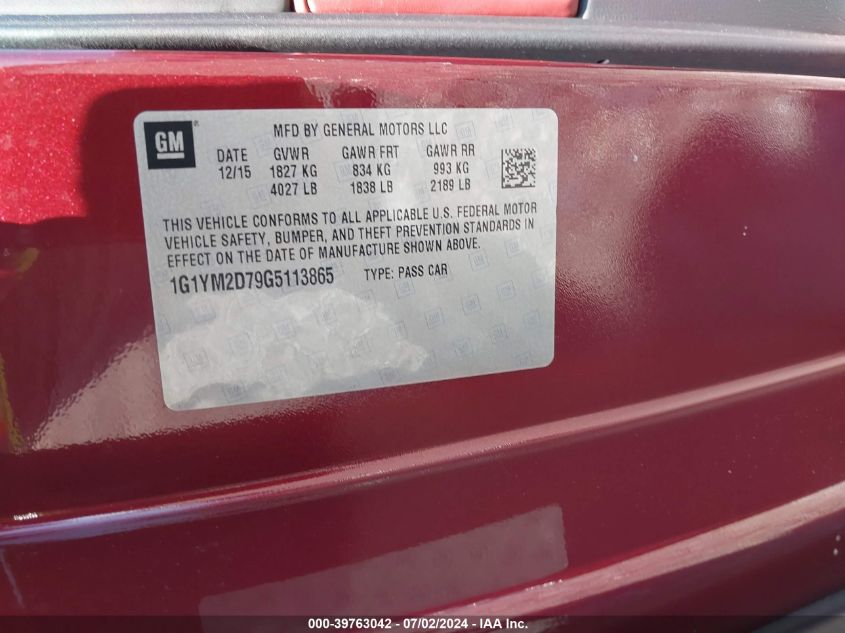 GM®
MFD BY GENERAL MOTORS LLC
DATE GVWR GAWR FRT GAWR RR
12/15 1827 KG 834 KG 993 KG
4027 LB 1838 LB 2189 LB
THIS VEHICLE CONFORMS TO ALL APPLICABLE U.S. FEDERAL MOTOR
VEHICLE SAFETY, BUMPER, AND THEFT PREVENTION STANDARDS IN
EFFECT ON THE DATE OF MANUFACTURE SHOWN ABOVE.
1G1YM2D79G5113865 TYPE: PASS CAR
000-39763042 - 07/02/2024 - IAA Inc.